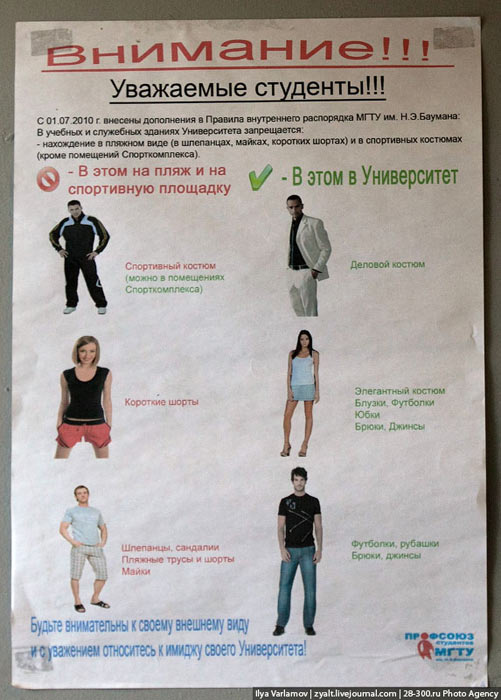 Внимание!!!
Уважаемые студенты!!!
С 01.07.2010 г. внесены дополнения в Правила внутреннего распорядка МГТУ им. Н.Э.Баумана:
В учебных и служебных зданиях Университета запрещается:
- нахождение в пляжном виде (в шлепанцах, майках, коротких шортах) и в спортивных костюмах
(кроме помещений Спорткомплекса).
- В этом на пляж и на
спортивную площадку
- В этом в Университет
Спортивный костюм
(можно в помещениях
Спорткомплекса)
Деловой костюм
Короткие шорты
Элегантный костюм
Блузки, Футболки
Юбки
Брюки, Джинсы
Шлепанцы, сандалии
Пляжные трусы и шорты
Майки
Футболки, рубашки
Брюки, джинсы
Будьте внимательны к своему внешнему виду
и с уважением относитесь к имиджу своего Университета!
ПРОФСОЮЗ
студентов
МГТУ
им. Н.Э.Баумана
Ilya Varlamov | zyalt.livejournal.com | 28-300.ru Photo Agency